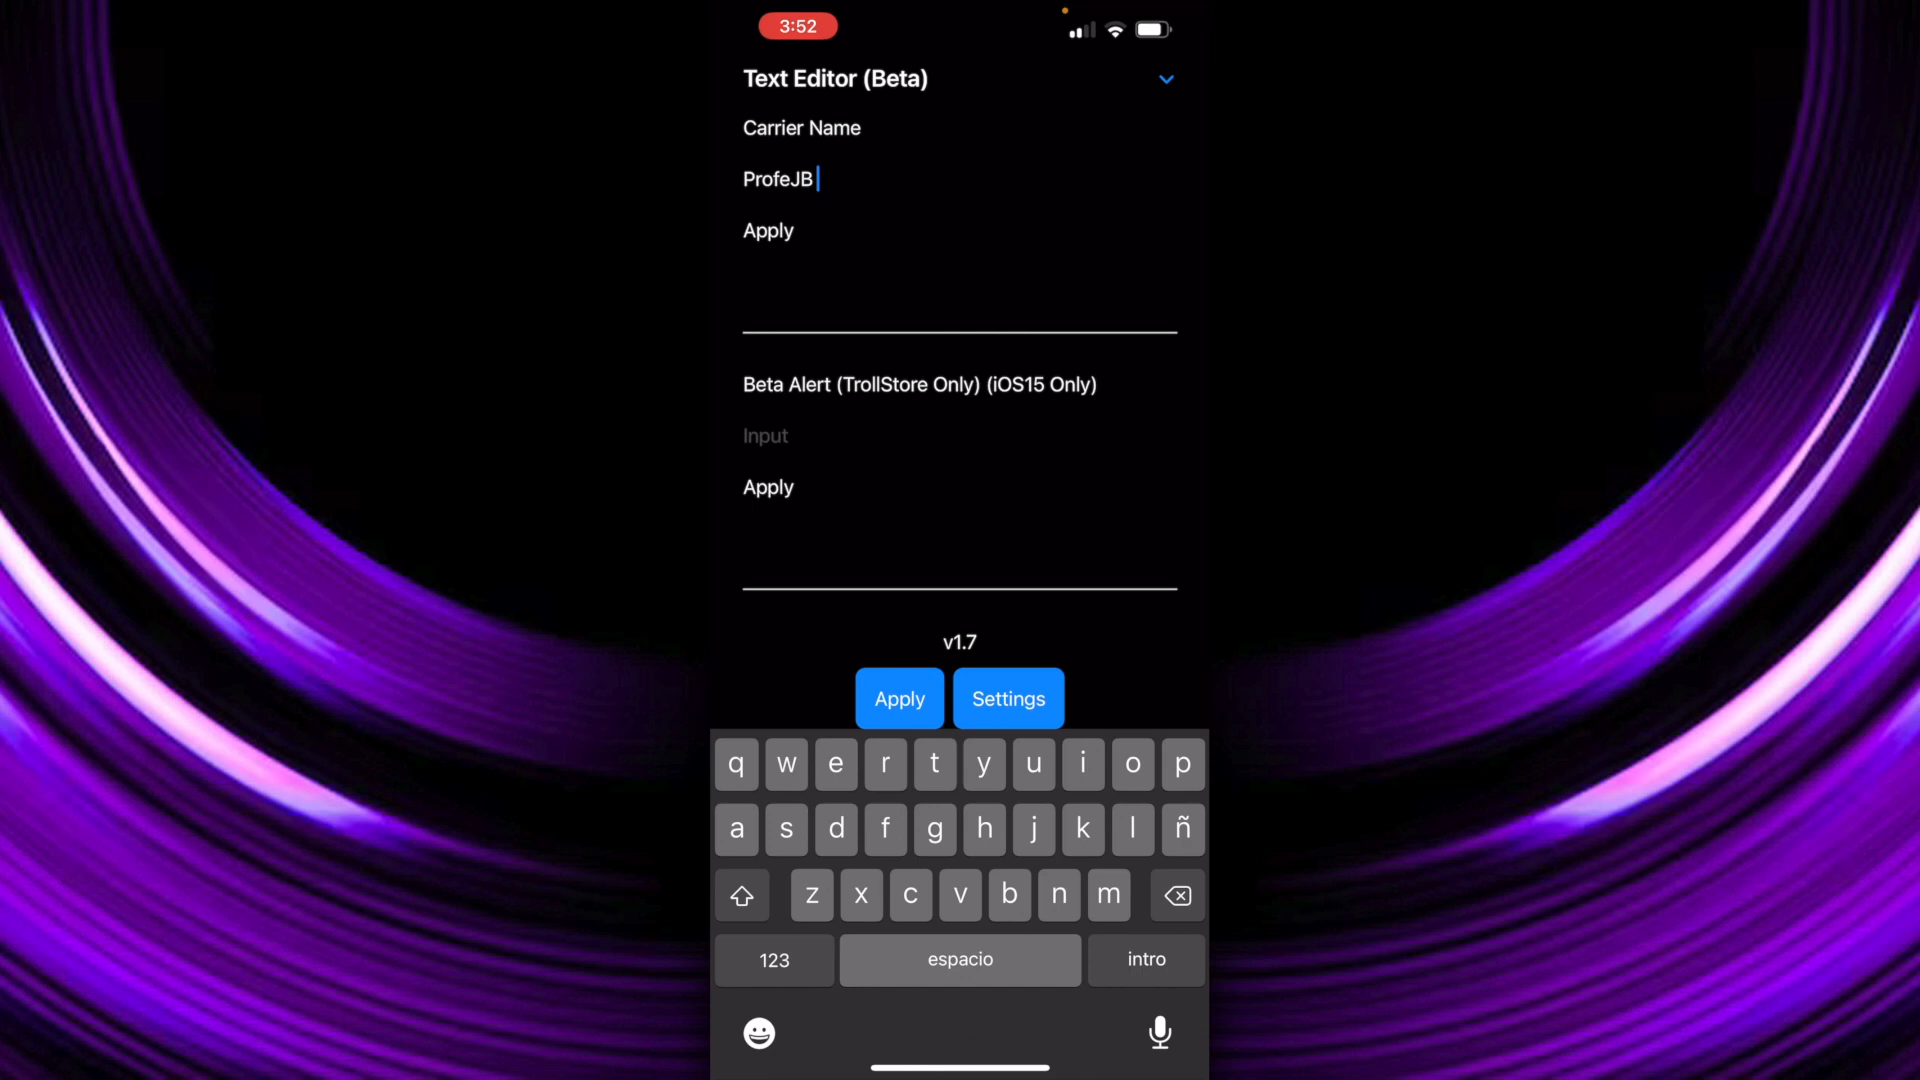 3:52
Text Editor (Beta)
Carrier Name
ProfeJB
Apply
Beta Alert (TrollStore Only) (iOS15 Only)
Input
Apply
v1.7
Apply Settings
q w e r t y u i o p
a s d f g h j k l ñ
z x c v b n m
123 espacio intro